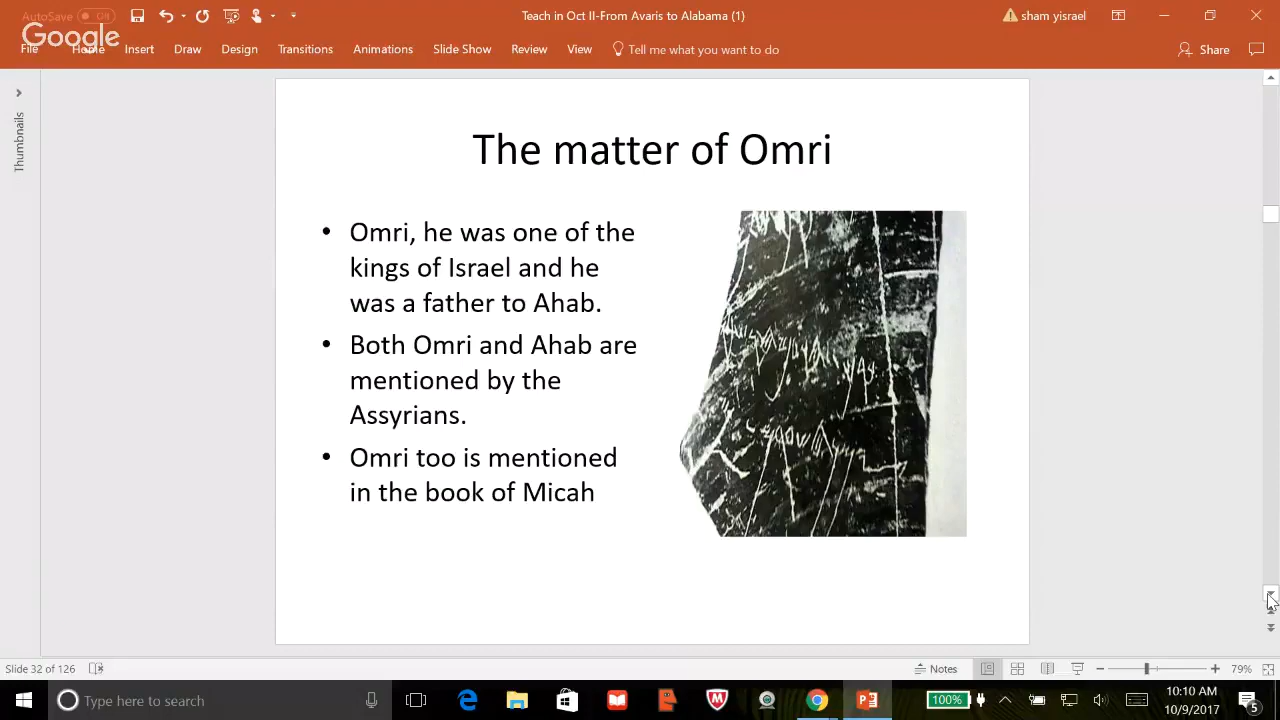 AutoSave Off
Teach in Oct II-From Avaris to Alabama (1)
sham yisrael
Google
File Home Insert Draw Design Transitions Animations Slide Show Review View Tell me what you want to do
Share
Thumbnails
The matter of Omri
• Omri, he was one of the
kings of Israel and he
was a father to Ahab.
• Both Omri and Ahab are
mentioned by the
Assyrians.
• Omri too is mentioned
in the book of Micah
Slide 32 of 126
Notes
79%
Type here to search
100%
10:10 AM
10/9/2017
5